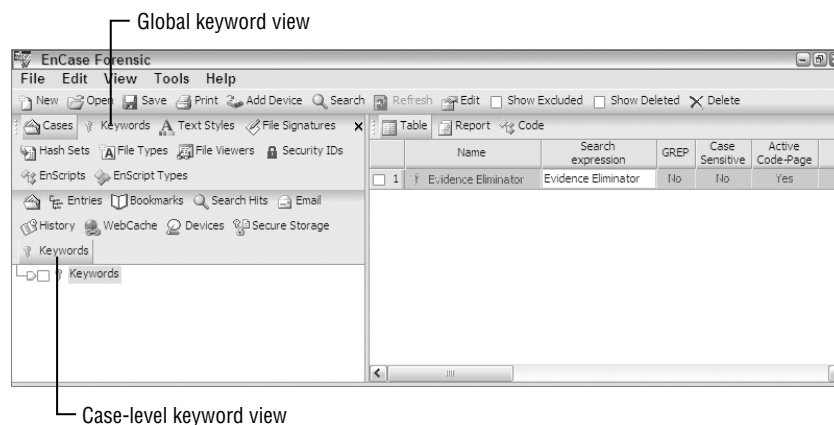 Global keyword view
EnCase Forensic
File Edit View Tools Help
New Open Save Print Add Device Search Refresh Edit Show Excluded Show Deleted Delete
Cases Keywords Text Styles File Signatures x
Hash Sets File Types File Viewers Security IDs
EnScripts EnScript Types
Entries Bookmarks Search Hits Email
History WebCache Devices Secure Storage
Keywords
Keywords
Table Report Code
Name Search expression GREP Case Sensitive Active Code-Page
1 Evidence Eliminator Evidence Eliminator No No Yes
Case-level keyword view